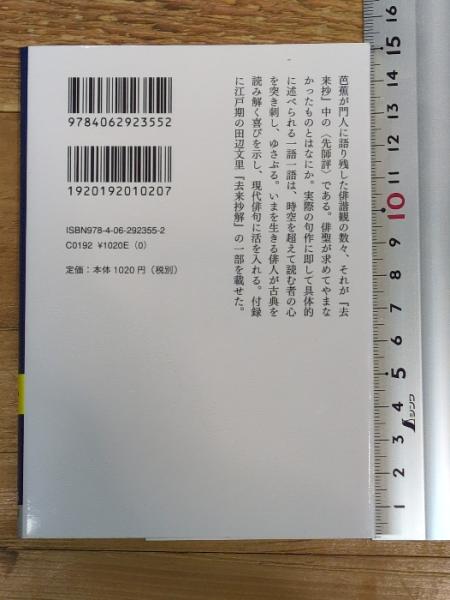 9784062923552
1920192010207
ISBN978-4-06-292355-2
C0192 ¥1020E (0)
定価:本体1020円(税別)
芭蕉が門人に語り残した俳諧観の数々、それが『去
来抄』中の〈先師評〉である。俳聖が求めてやまな
かったものとはなにか。実際の句作に即して具体的
に述べられる一語一語は、時空を超えて読む者の心
を突き刺し、ゆさぶる。いまを生きる俳人が古典を
読み解く喜びを示し、現代俳句に活を入れる。付録
に江戸期の田辺文里『去来抄解』の一部を載せた。
16
15
14
13
12
11
10
9
8
7
6
5
4
3
2
1
シンワ